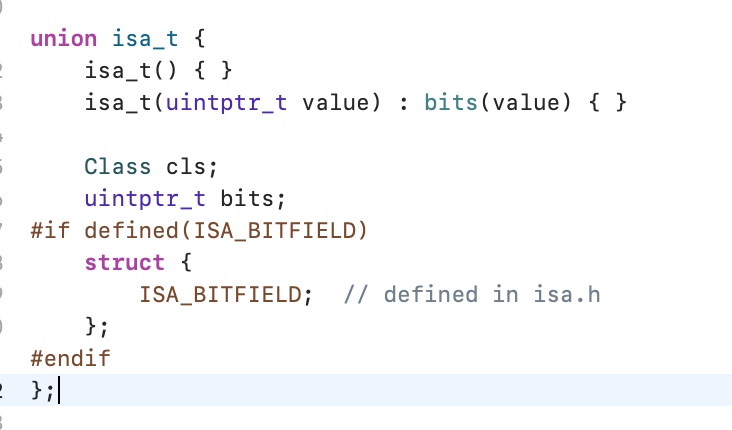 union isa_t {
    isa_t() { }
    isa_t(uintptr_t value) : bits(value) { }

    Class cls;
    uintptr_t bits;
#if defined(ISA_BITFIELD)
    struct {
        ISA_BITFIELD;  // defined in isa.h
    };
#endif
};